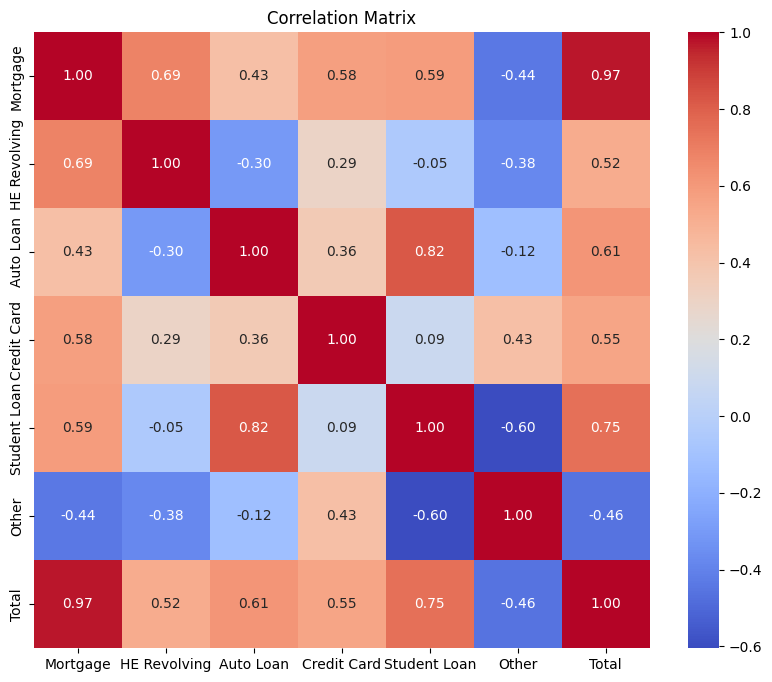 Correlation Matrix
Mortgage 1.00 0.69 0.43 0.58 0.59 -0.44 0.97
HE Revolving 0.69 1.00 -0.30 0.29 -0.05 -0.38 0.52
Auto Loan 0.43 -0.30 1.00 0.36 0.82 -0.12 0.61
Credit Card 0.58 0.29 0.36 1.00 0.09 0.43 0.55
Student Loan 0.59 -0.05 0.82 0.09 1.00 -0.60 0.75
Other -0.44 -0.38 -0.12 0.43 -0.60 1.00 -0.46
Total 0.97 0.52 0.61 0.55 0.75 -0.46 1.00
Mortgage HE Revolving Auto Loan Credit Card Student Loan Other Total
1.0
0.8
0.6
0.4
0.2
0.0
−0.2
−0.4
−0.6